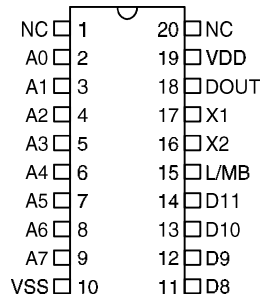 NC 1 20 NC
A0 2 19 VDD
A1 3 18 DOUT
A2 4 17 X1
A3 5 16 X2
A4 6 15 L/MB
A5 7 14 D11
A6 8 13 D10
A7 9 12 D9
VSS 10 11 D8